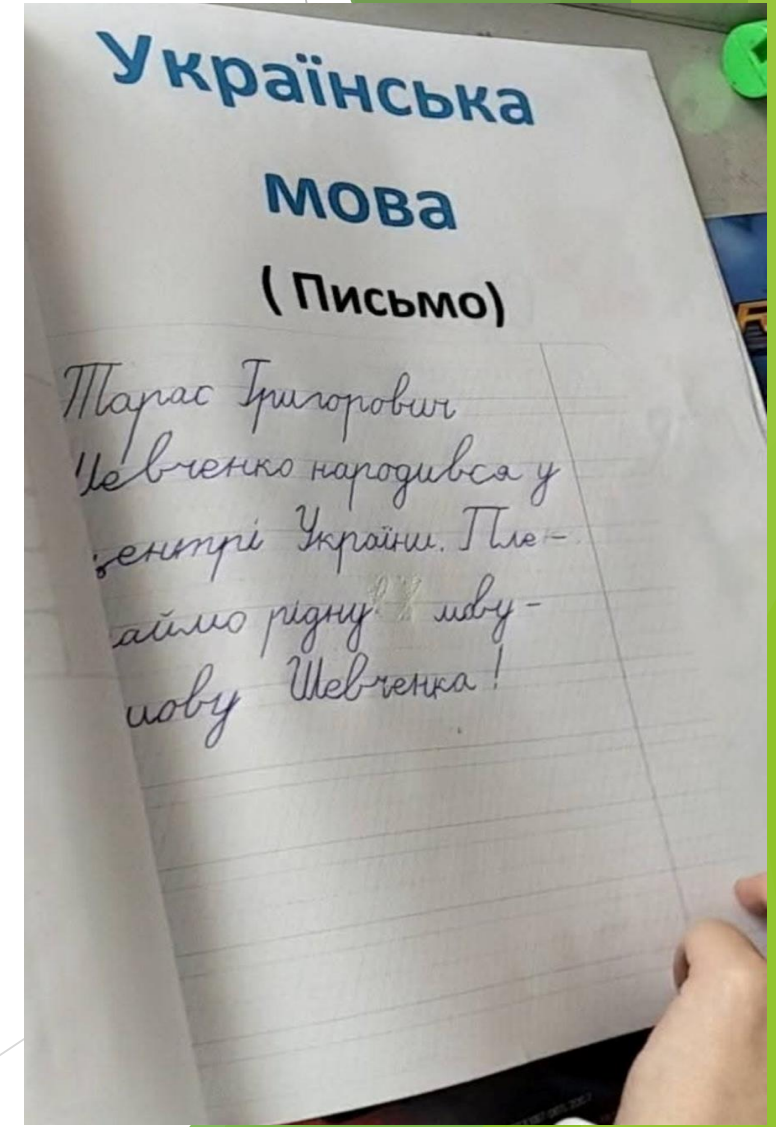 Українська
мова
( Письмо)
Тарас Григорович
Шевченко народився у
центрі України. Пле-
каймо рідну мову -
мову Шевченка!